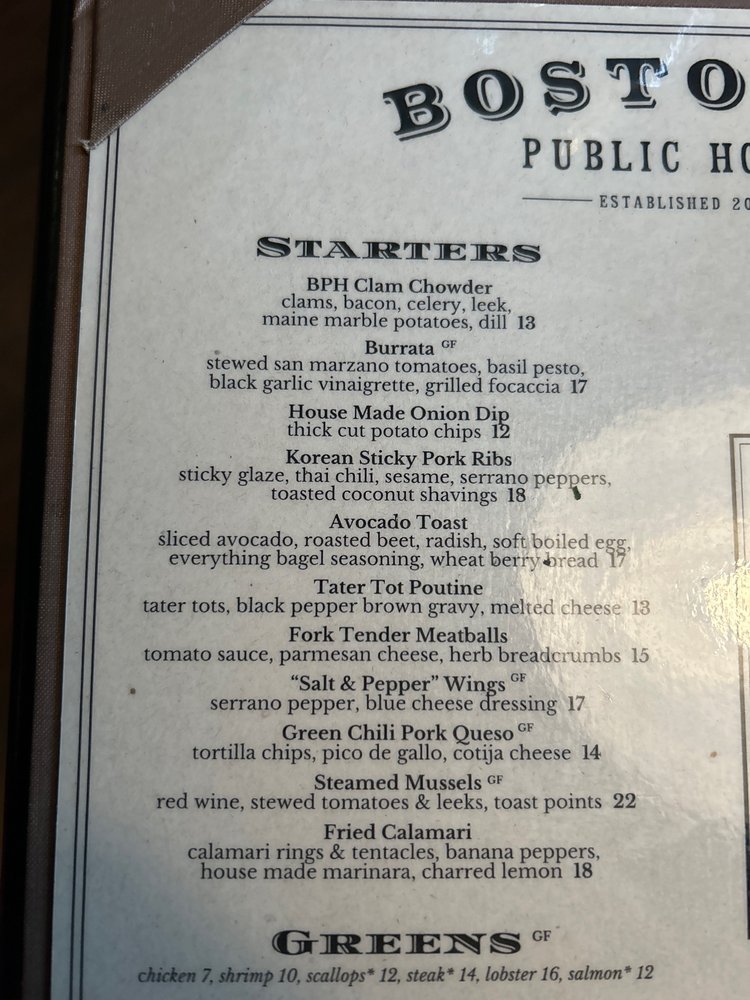 BOSTO
PUBLIC HO
ESTABLISHED 20
STARTERS
BPH Clam Chowder
clams, bacon, celery, leek,
maine marble potatoes, dill 13
Burrata GF
stewed san marzano tomatoes, basil pesto,
black garlic vinaigrette, grilled focaccia 17
House Made Onion Dip
thick cut potato chips 12
Korean Sticky Pork Ribs
sticky glaze, thai chili, sesame, serrano peppers,
toasted coconut shavings 18
Avocado Toast
sliced avocado, roasted beet, radish, soft boiled egg,
everything bagel seasoning, wheat berry bread 17
Tater Tot Poutine
tater tots, black pepper brown gravy, melted cheese 13
Fork Tender Meatballs
tomato sauce, parmesan cheese, herb breadcrumbs 15
“Salt & Pepper” Wings GF
serrano pepper, blue cheese dressing 17
Green Chili Pork Queso GF
tortilla chips, pico de gallo, cotija cheese 14
Steamed Mussels GF
red wine, stewed tomatoes & leeks, toast points 22
Fried Calamari
calamari rings & tentacles, banana peppers,
house made marinara, charred lemon 18
GREENS GF
chicken 7, shrimp 10, scallops* 12, steak* 14, lobster 16, salmon* 12